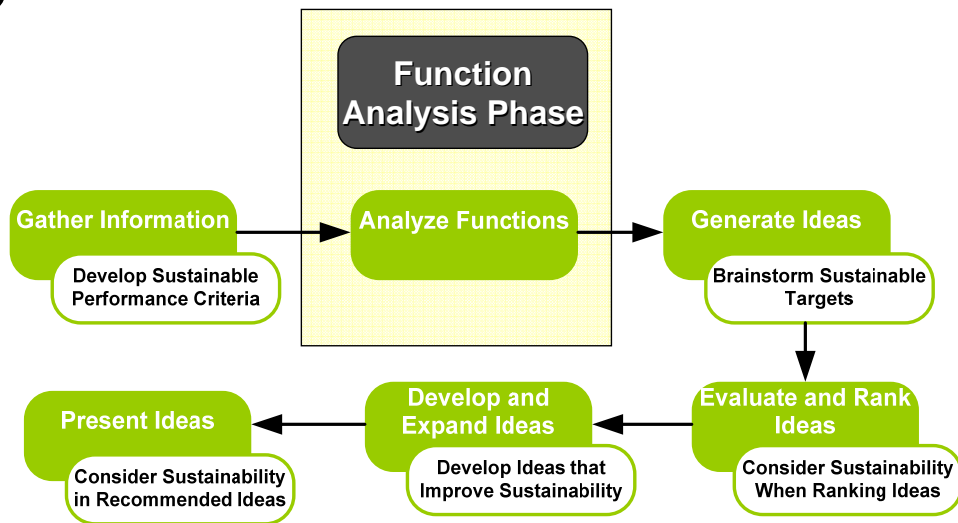 Function
Analysis Phase
Gather Information
Develop Sustainable
Performance Criteria
Analyze Functions
Generate Ideas
Brainstorm Sustainable
Targets
Evaluate and Rank
Ideas
Consider Sustainability
When Ranking Ideas
Develop and
Expand Ideas
Develop Ideas that
Improve Sustainability
Present Ideas
Consider Sustainability
in Recommended Ideas